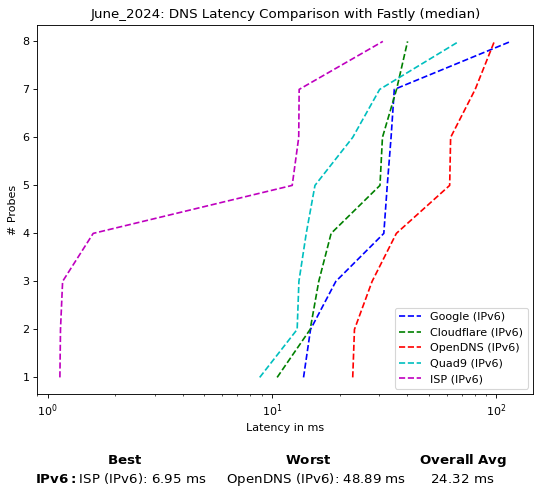 June_2024: DNS Latency Comparison with Fastly (median)
8
7
6
5
4
3
2
1
# Probes
Google (IPv6)
Cloudflare (IPv6)
OpenDNS (IPv6)
Quad9 (IPv6)
ISP (IPv6)
10⁰ 10¹ 10²
Latency in ms
Best Worst Overall Avg
IPv6: ISP (IPv6): 6.95 ms OpenDNS (IPv6): 48.89 ms 24.32 ms